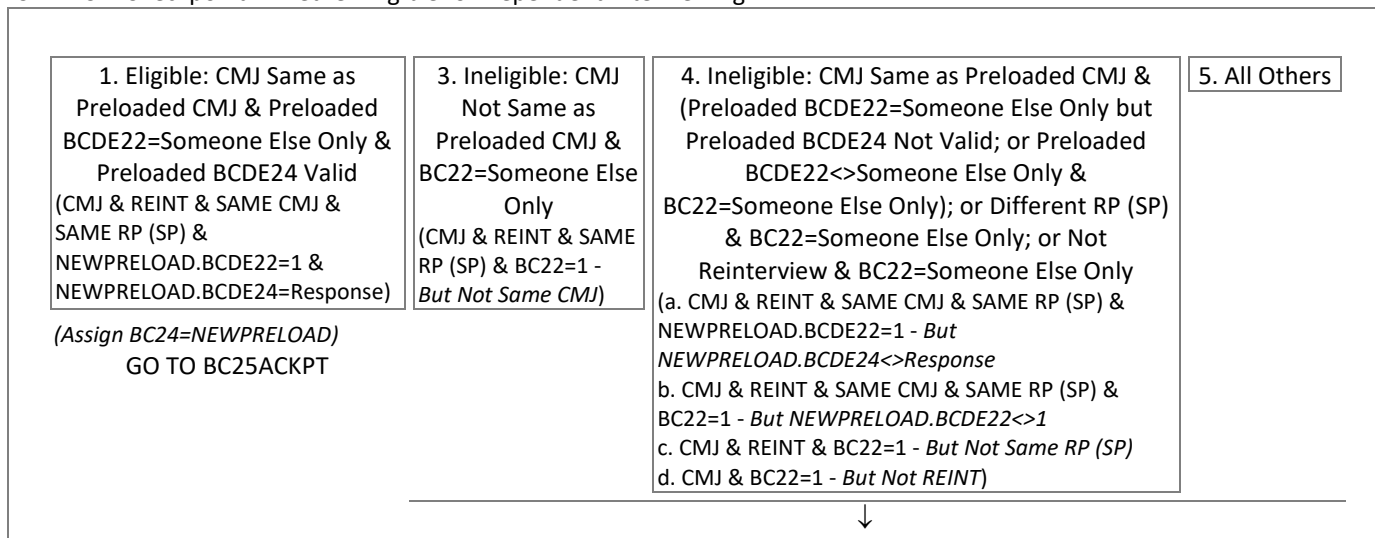 1. Eligible: CMJ Same as
Preloaded CMJ & Preloaded
BCDE22=Someone Else Only &
Preloaded BCDE24 Valid
(CMJ & REINT & SAME CMJ &
SAME RP (SP) &
NEWPRELOAD.BCDE22=1 &
NEWPRELOAD.BCDE24=Response)
(Assign BC24=NEWPRELOAD)
GO TO BC25ACKPT
3. Ineligible: CMJ
Not Same as
Preloaded CMJ &
BC22=Someone Else
Only
(CMJ & REINT & SAME
RP (SP) & BC22=1 -
But Not Same CMJ)
4. Ineligible: CMJ Same as Preloaded CMJ &
(Preloaded BCDE22=Someone Else Only but
Preloaded BCDE24 Not Valid; or Preloaded
BCDE22<>Someone Else Only &
BC22=Someone Else Only); or Different RP (SP)
& BC22=Someone Else Only; or Not
Reinterview & BC22=Someone Else Only
(a. CMJ & REINT & SAME CMJ & SAME RP (SP) &
NEWPRELOAD.BCDE22=1 - But
NEWPRELOAD.BCDE24<>Response
b. CMJ & REINT & SAME CMJ & SAME RP (SP) &
BC22=1 - But NEWPRELOAD.BCDE22<>1
c. CMJ & REINT & BC22=1 - But Not Same RP (SP)
d. CMJ & BC22=1 - But Not REINT)
5. All Others
↓